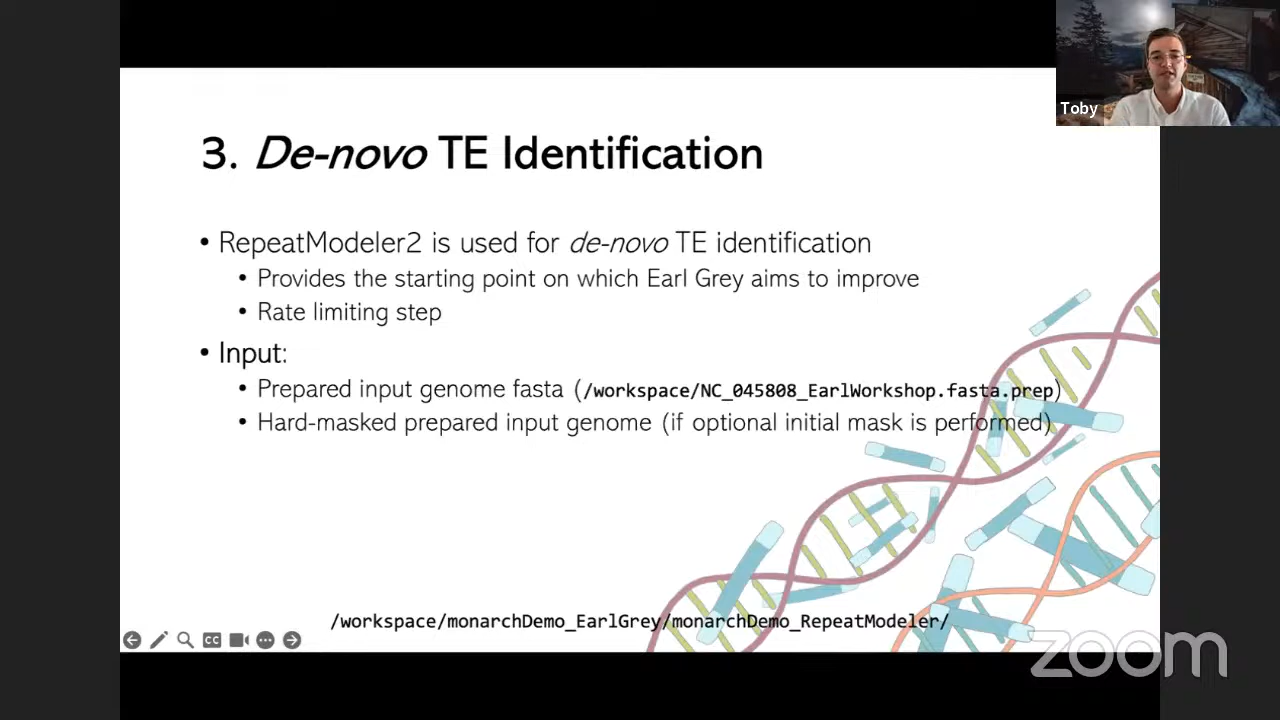 Toby
3. De-novo TE Identification
• RepeatModeler2 is used for de-novo TE identification
• Provides the starting point on which Earl Grey aims to improve
• Rate limiting step
• Input:
• Prepared input genome fasta (/workspace/NC_045808_EarlWorkshop.fasta.prep)
• Hard-masked prepared input genome (if optional initial mask is performed)
/workspace/monarchDemo_EarlGrey/monarchDemo_RepeatModeler/
CC
zoom